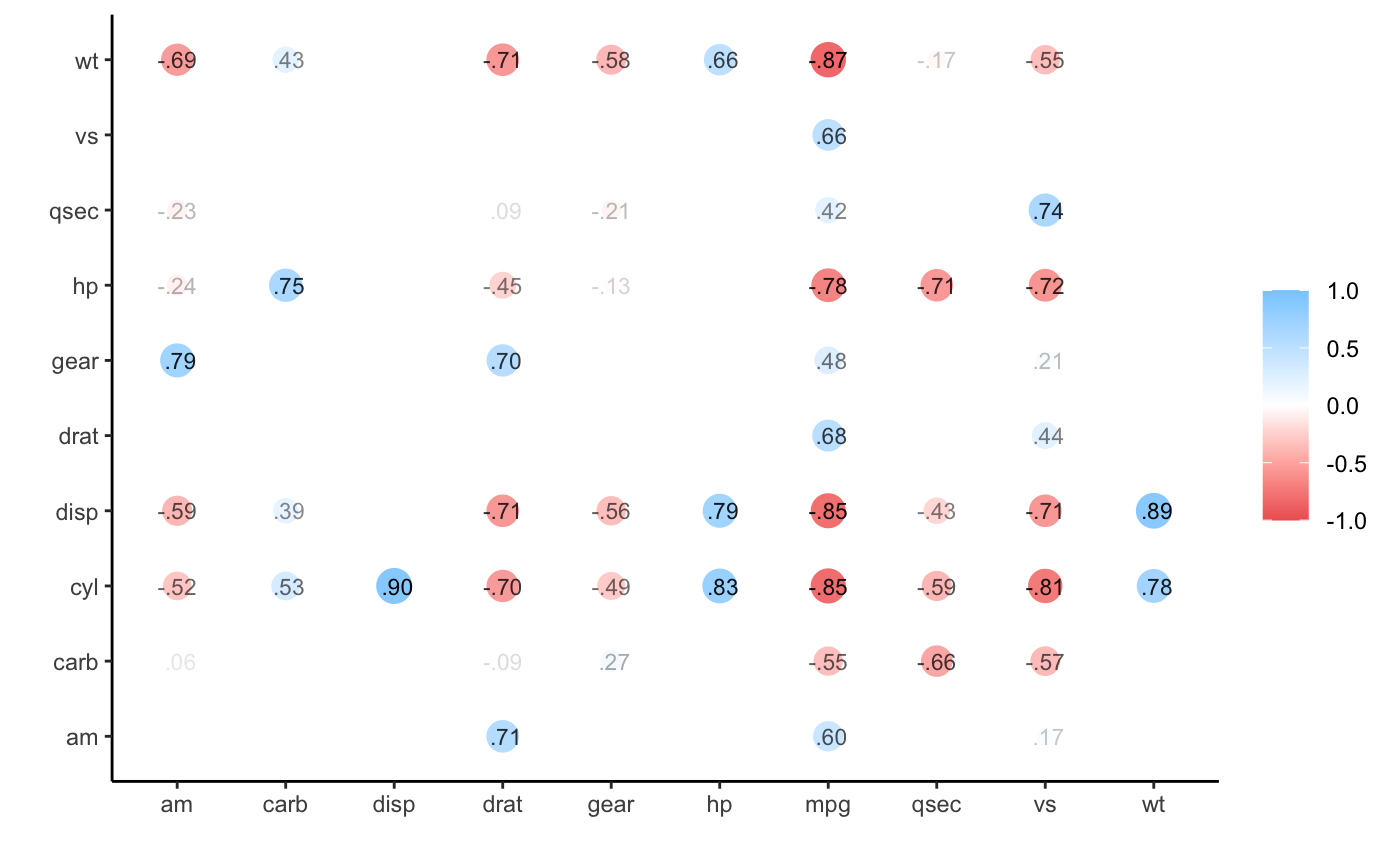 wt -.69 .43 -.71 -.58 .66 -.87 -.17 -.55
vs .66
qsec -.23 .09 -.21 .42 .74
hp -.24 .75 -.45 -.13 -.78 -.71 -.72
gear .79 .70 .48 .21
drat .68 .44
disp -.59 .39 -.71 -.56 .79 -.85 -.43 -.71 .89
cyl -.52 .53 .90 -.70 -.49 .83 -.85 -.59 -.81 .78
carb .06 -.09 .27 -.55 -.66 -.57
am .71 .60 .17
am carb disp drat gear hp mpg qsec vs wt
1.0
0.5
0.0
-0.5
-1.0